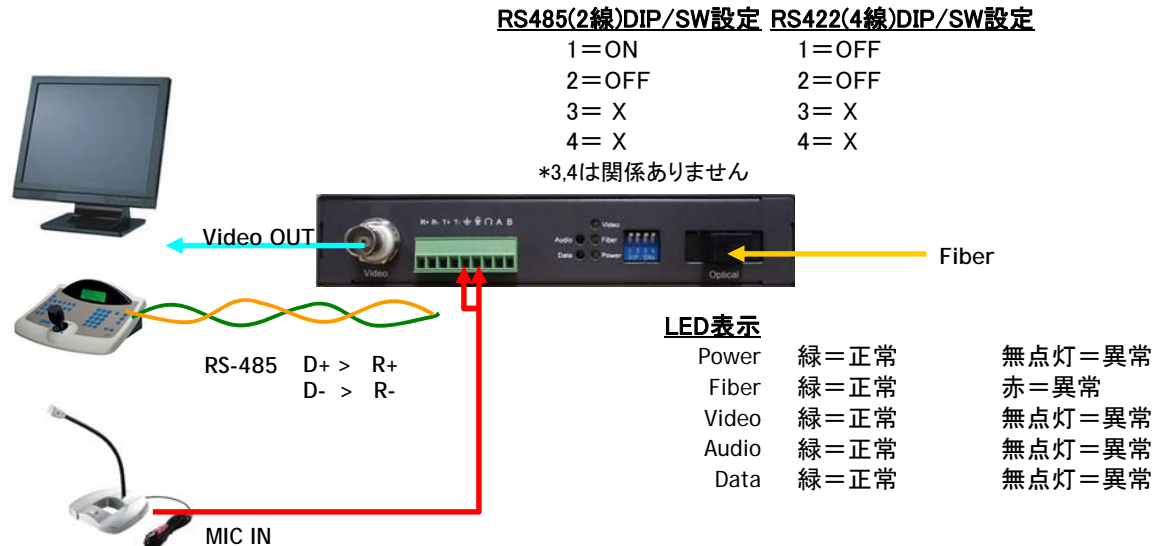 RS485(2線)DIP/SW設定 RS422(4線)DIP/SW設定
1＝ON 1＝OFF
2＝OFF 2＝OFF
3＝ X 3＝ X
4＝ X 4＝ X
*3,4は関係ありません
R+ R- T+ T- A B
Video
Audio Fiber
Data Power
1 2 3 4
Video
Optical
Video OUT
Fiber
RS-485 D+ > R+
D- > R-
LED表示
Power 緑＝正常 無点灯＝異常
Fiber 緑＝正常 赤＝異常
Video 緑＝正常 無点灯＝異常
Audio 緑＝正常 無点灯＝異常
Data 緑＝正常 無点灯＝異常
MIC IN